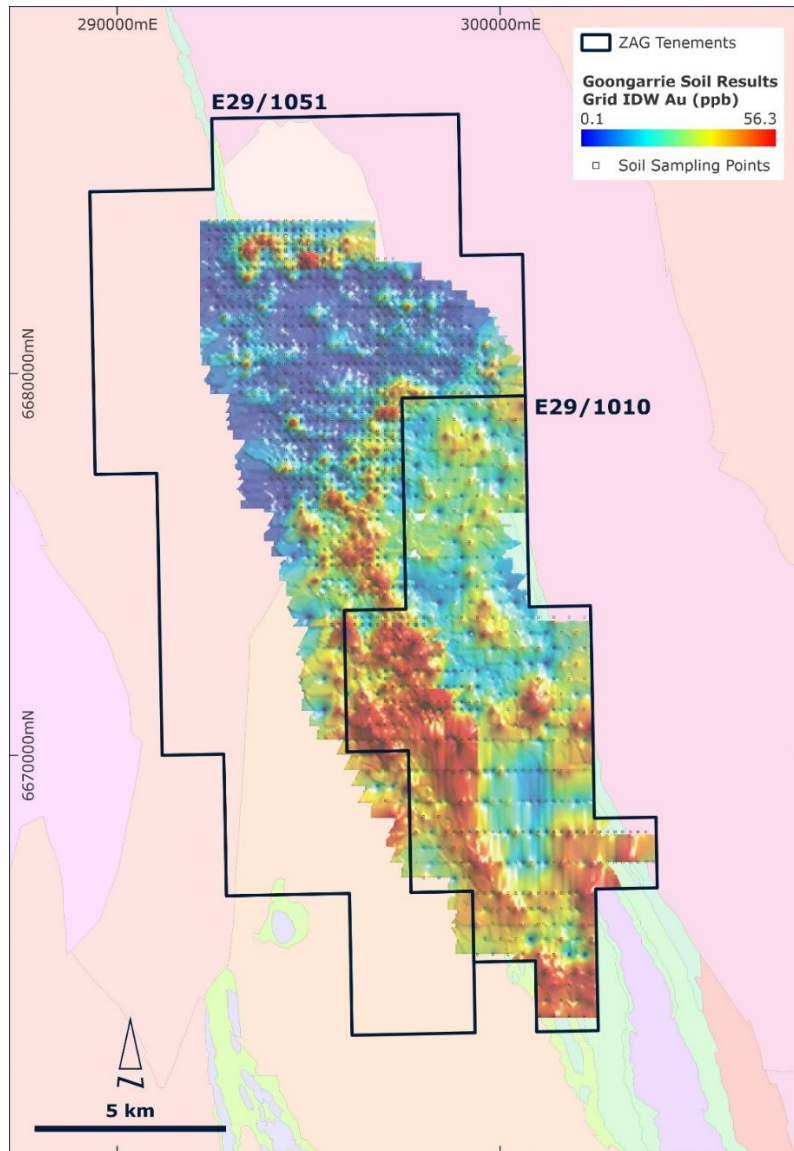 290000mE
300000mE
ZAG Tenements
Goongarrie Soil Results
Grid IDW Au (ppb)
0.1 56.3
Soil Sampling Points
E29/1051
6680000mN
E29/1010
6670000mN
N
5 km